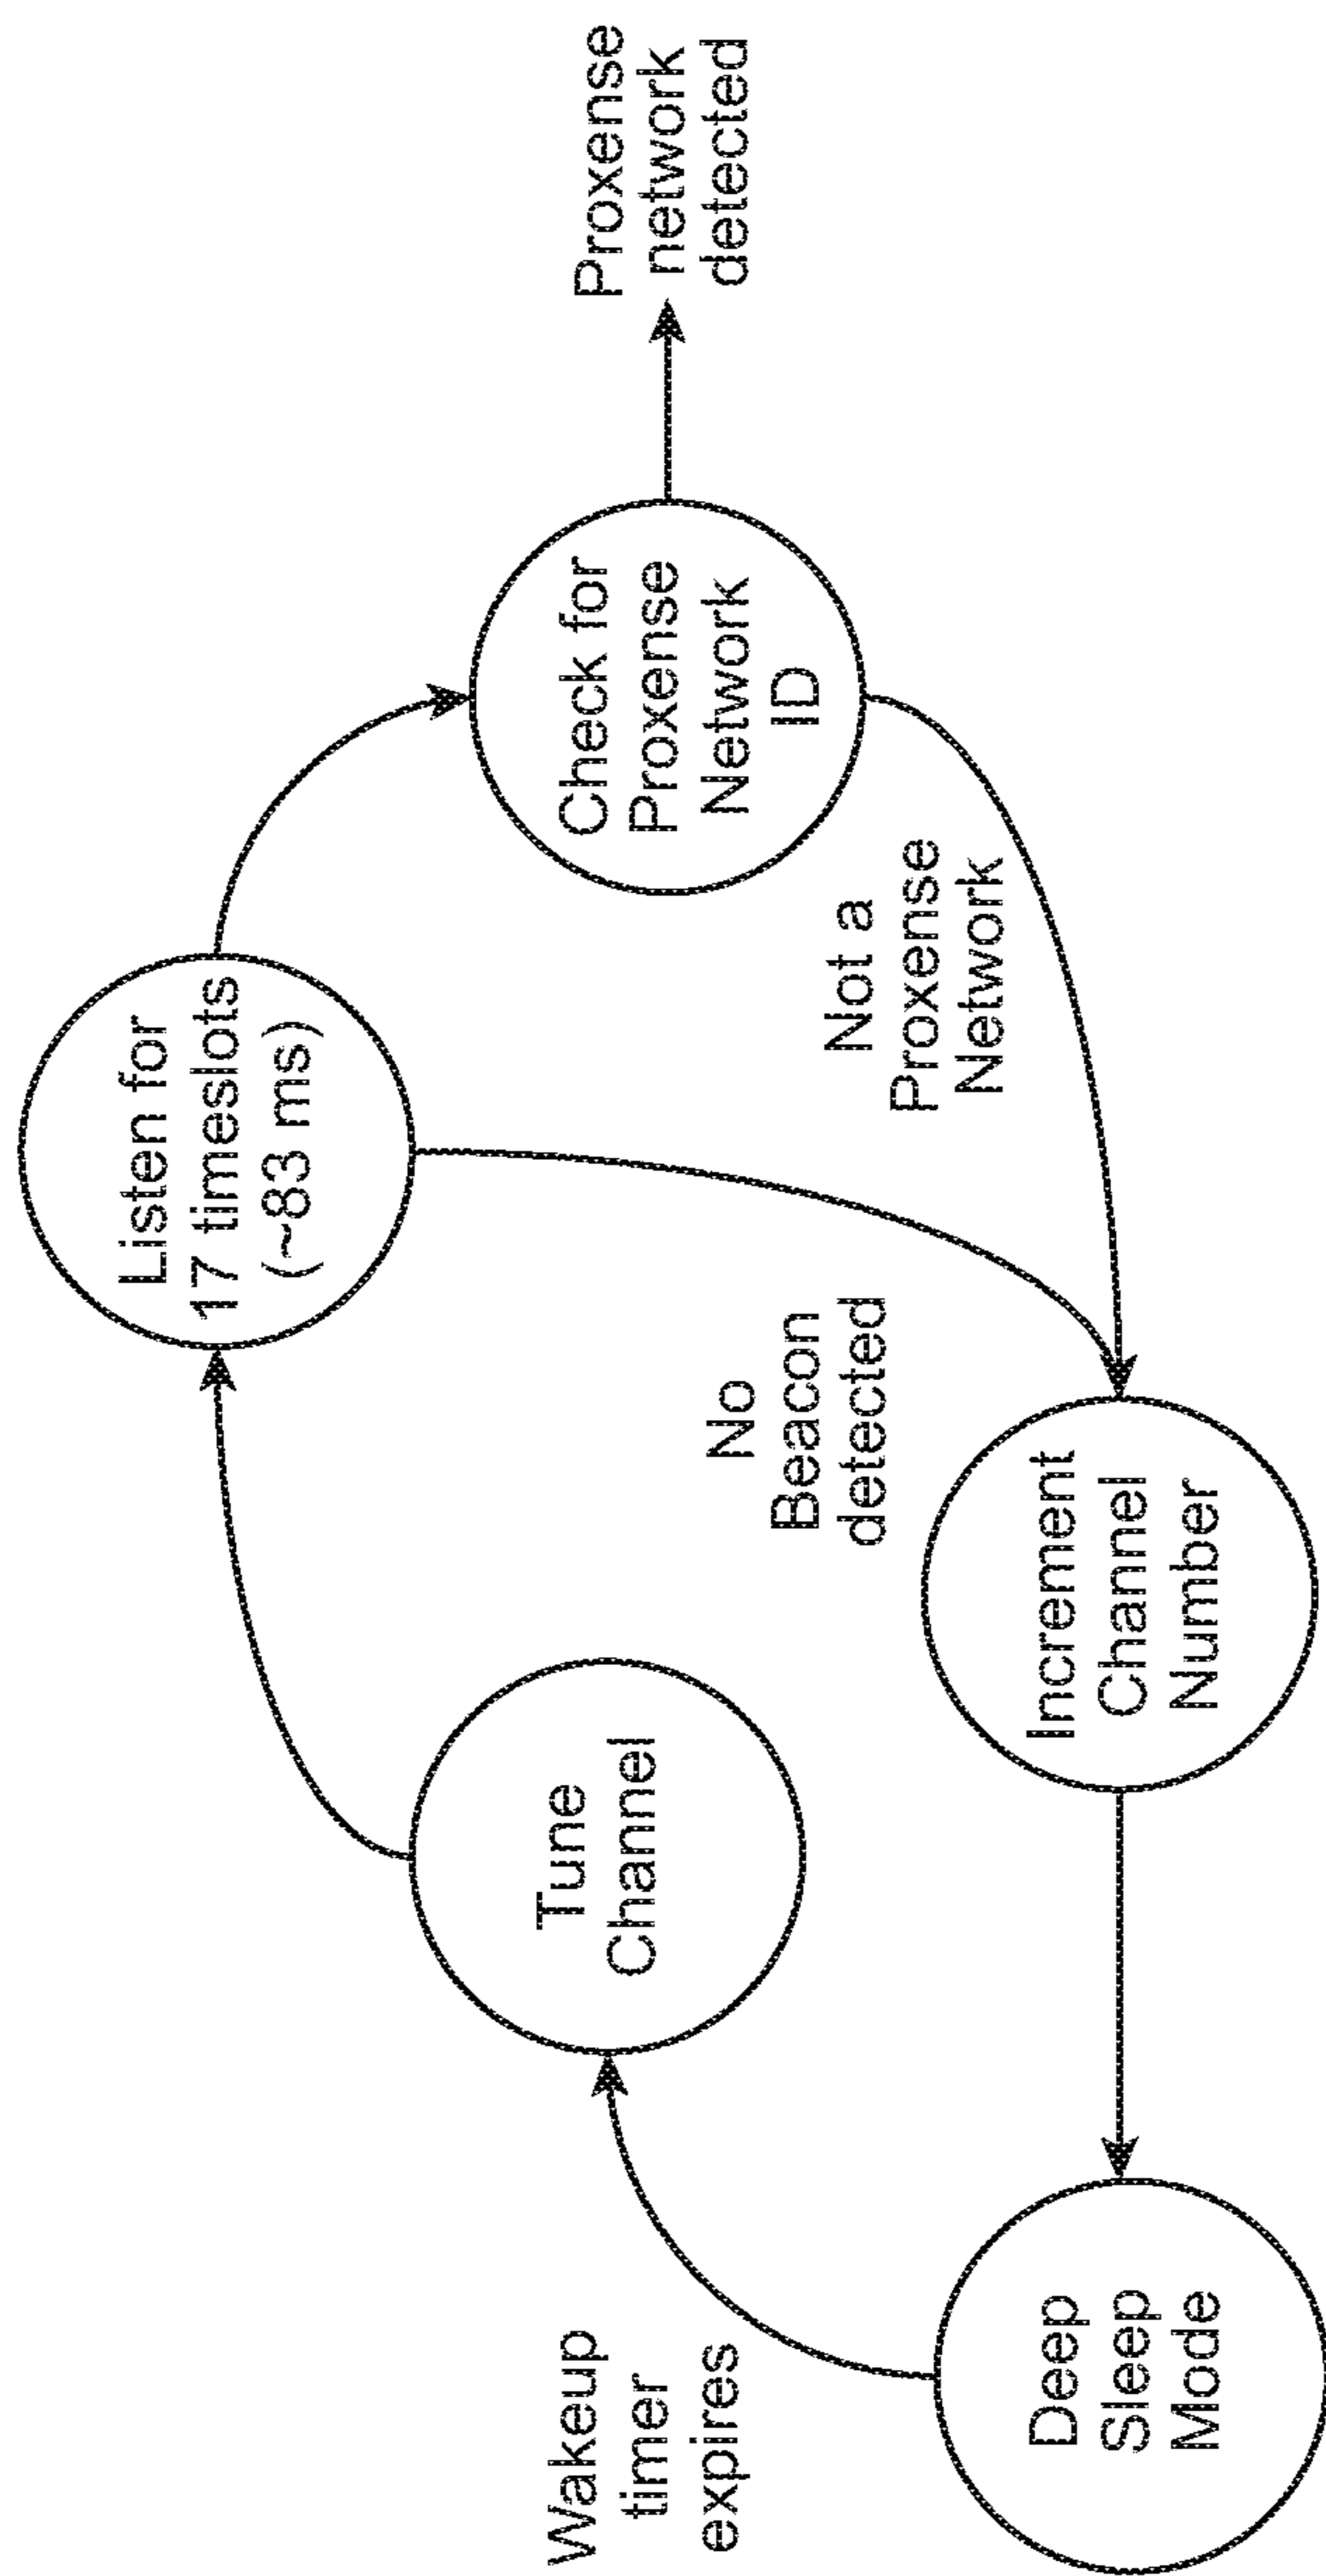 Wakeup
timer
expires
Deep
Sleep
Mode
Tune
Channel
Increment
Channel
Number
Listen for
17 timeslots
(~83 ms)
No
Beacon
detected
Not a
Proxense
Network
Check for
Proxense
Network
ID
Proxense
network
detected